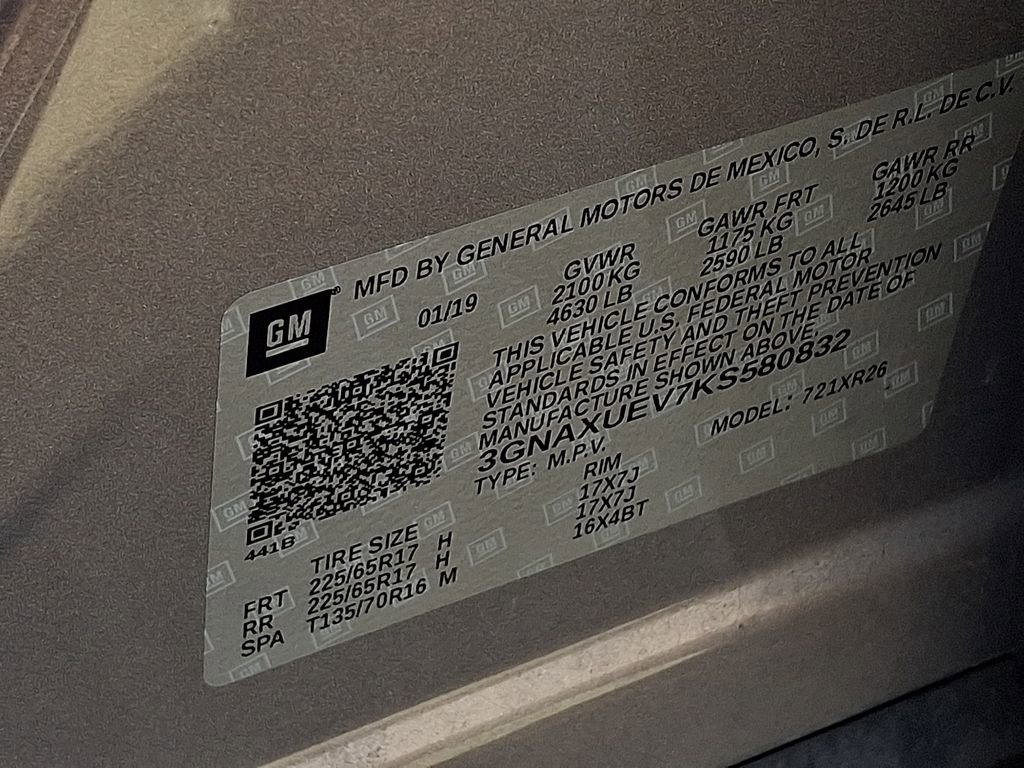 MFD BY GENERAL MOTORS DE MEXICO, S. DE R.L. DE C.V.
GM®
01/19
GVWR GAWR FRT GAWR RR
2100 KG 1175 KG 1200 KG
4630 LB 2590 LB 2645 LB
THIS VEHICLE CONFORMS TO ALL
APPLICABLE U.S. FEDERAL MOTOR
VEHICLE SAFETY AND THEFT PREVENTION
STANDARDS IN EFFECT ON THE DATE OF
MANUFACTURE SHOWN ABOVE.
3GNAXUEV7KS580832
TYPE: M.P.V. MODEL: 721XR26
441B
TIRE SIZE RIM
FRT 225/65R17 H 17X7J
RR 225/65R17 H 17X7J
SPA T135/70R16 M 16X4BT